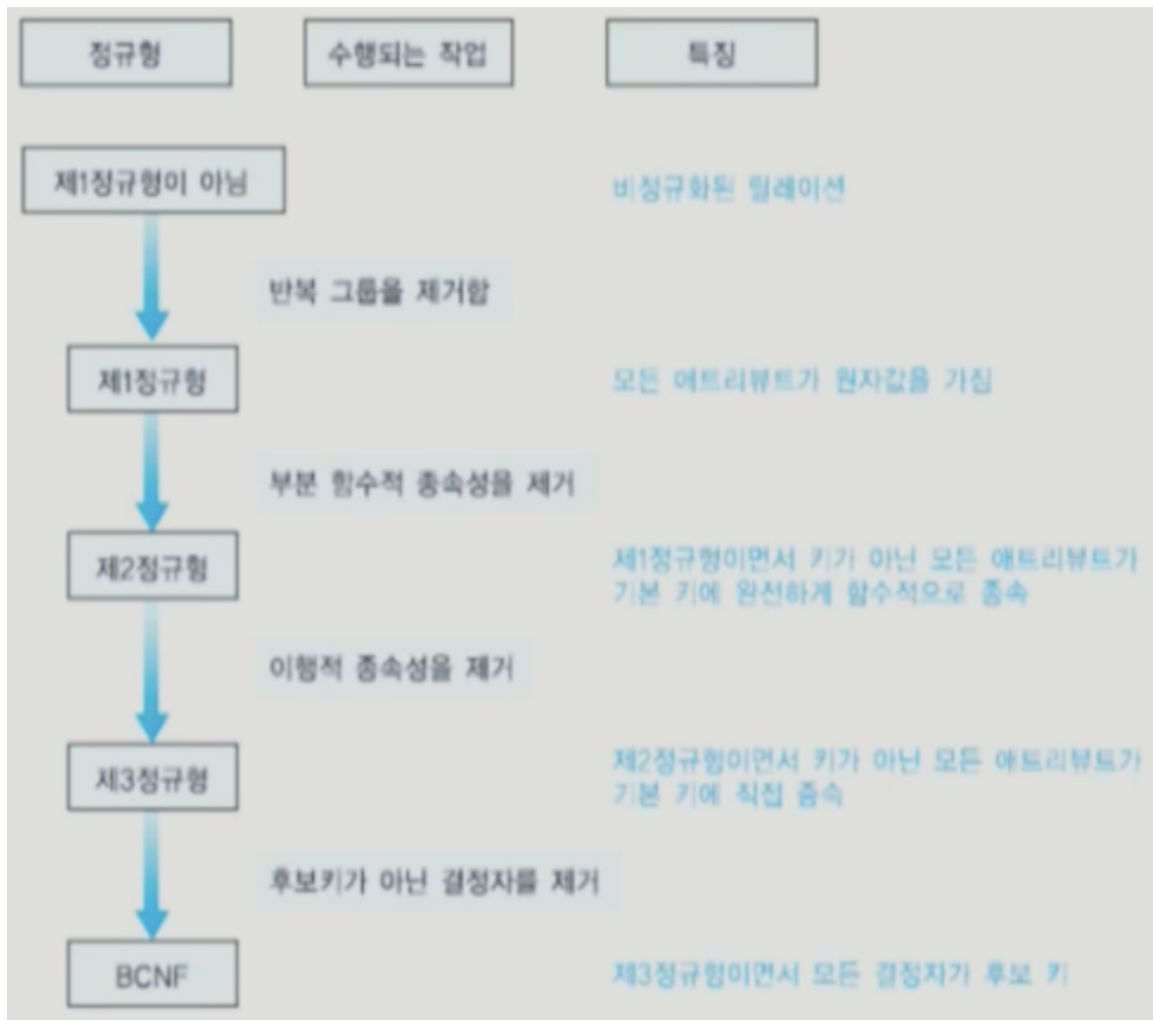 정규형
수행되는 작업
특징
제1정규형이 아님
비정규화된 릴레이션
반복 그룹을 제거함
제1정규형
모든 애트리뷰트가 원자값을 가짐
부분 함수적 종속성을 제거
제2정규형
제1정규형이면서 키가 아닌 모든 애트리뷰트가
기본 키에 완전하게 함수적으로 종속
이행적 종속성을 제거
제3정규형
제2정규형이면서 키가 아닌 모든 애트리뷰트가
기본 키에 직접 종속
후보키가 아닌 결정자를 제거
BCNF
제3정규형이면서 모든 결정자가 후보 키